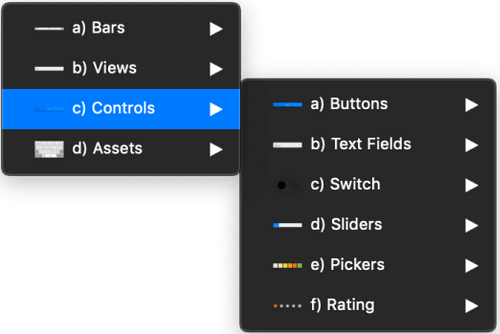 a) Bars
b) Views
c) Controls
d) Assets
a) Buttons
b) Text Fields
c) Switch
d) Sliders
e) Pickers
f) Rating